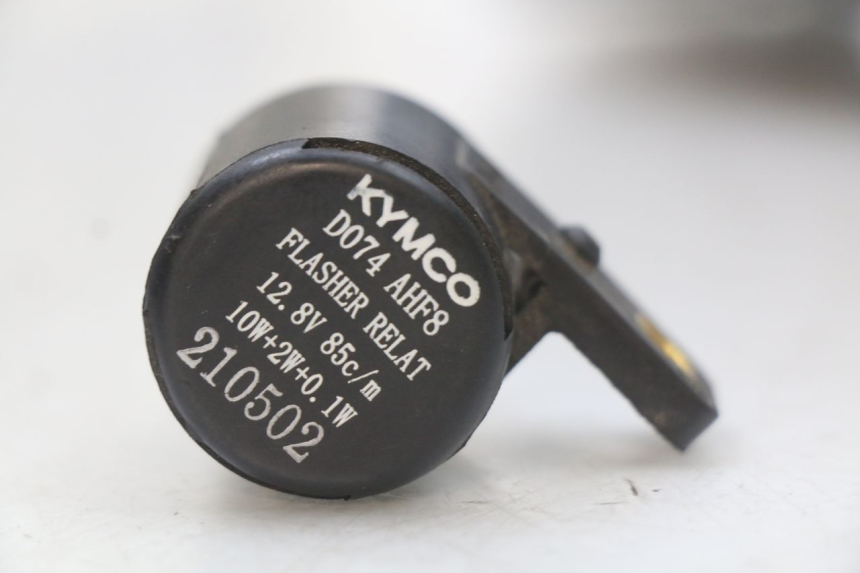 KYMCO
D074 AHF8
FLASHER RELAT
12.8V 85c/m
10W+2W+0.1W
210502